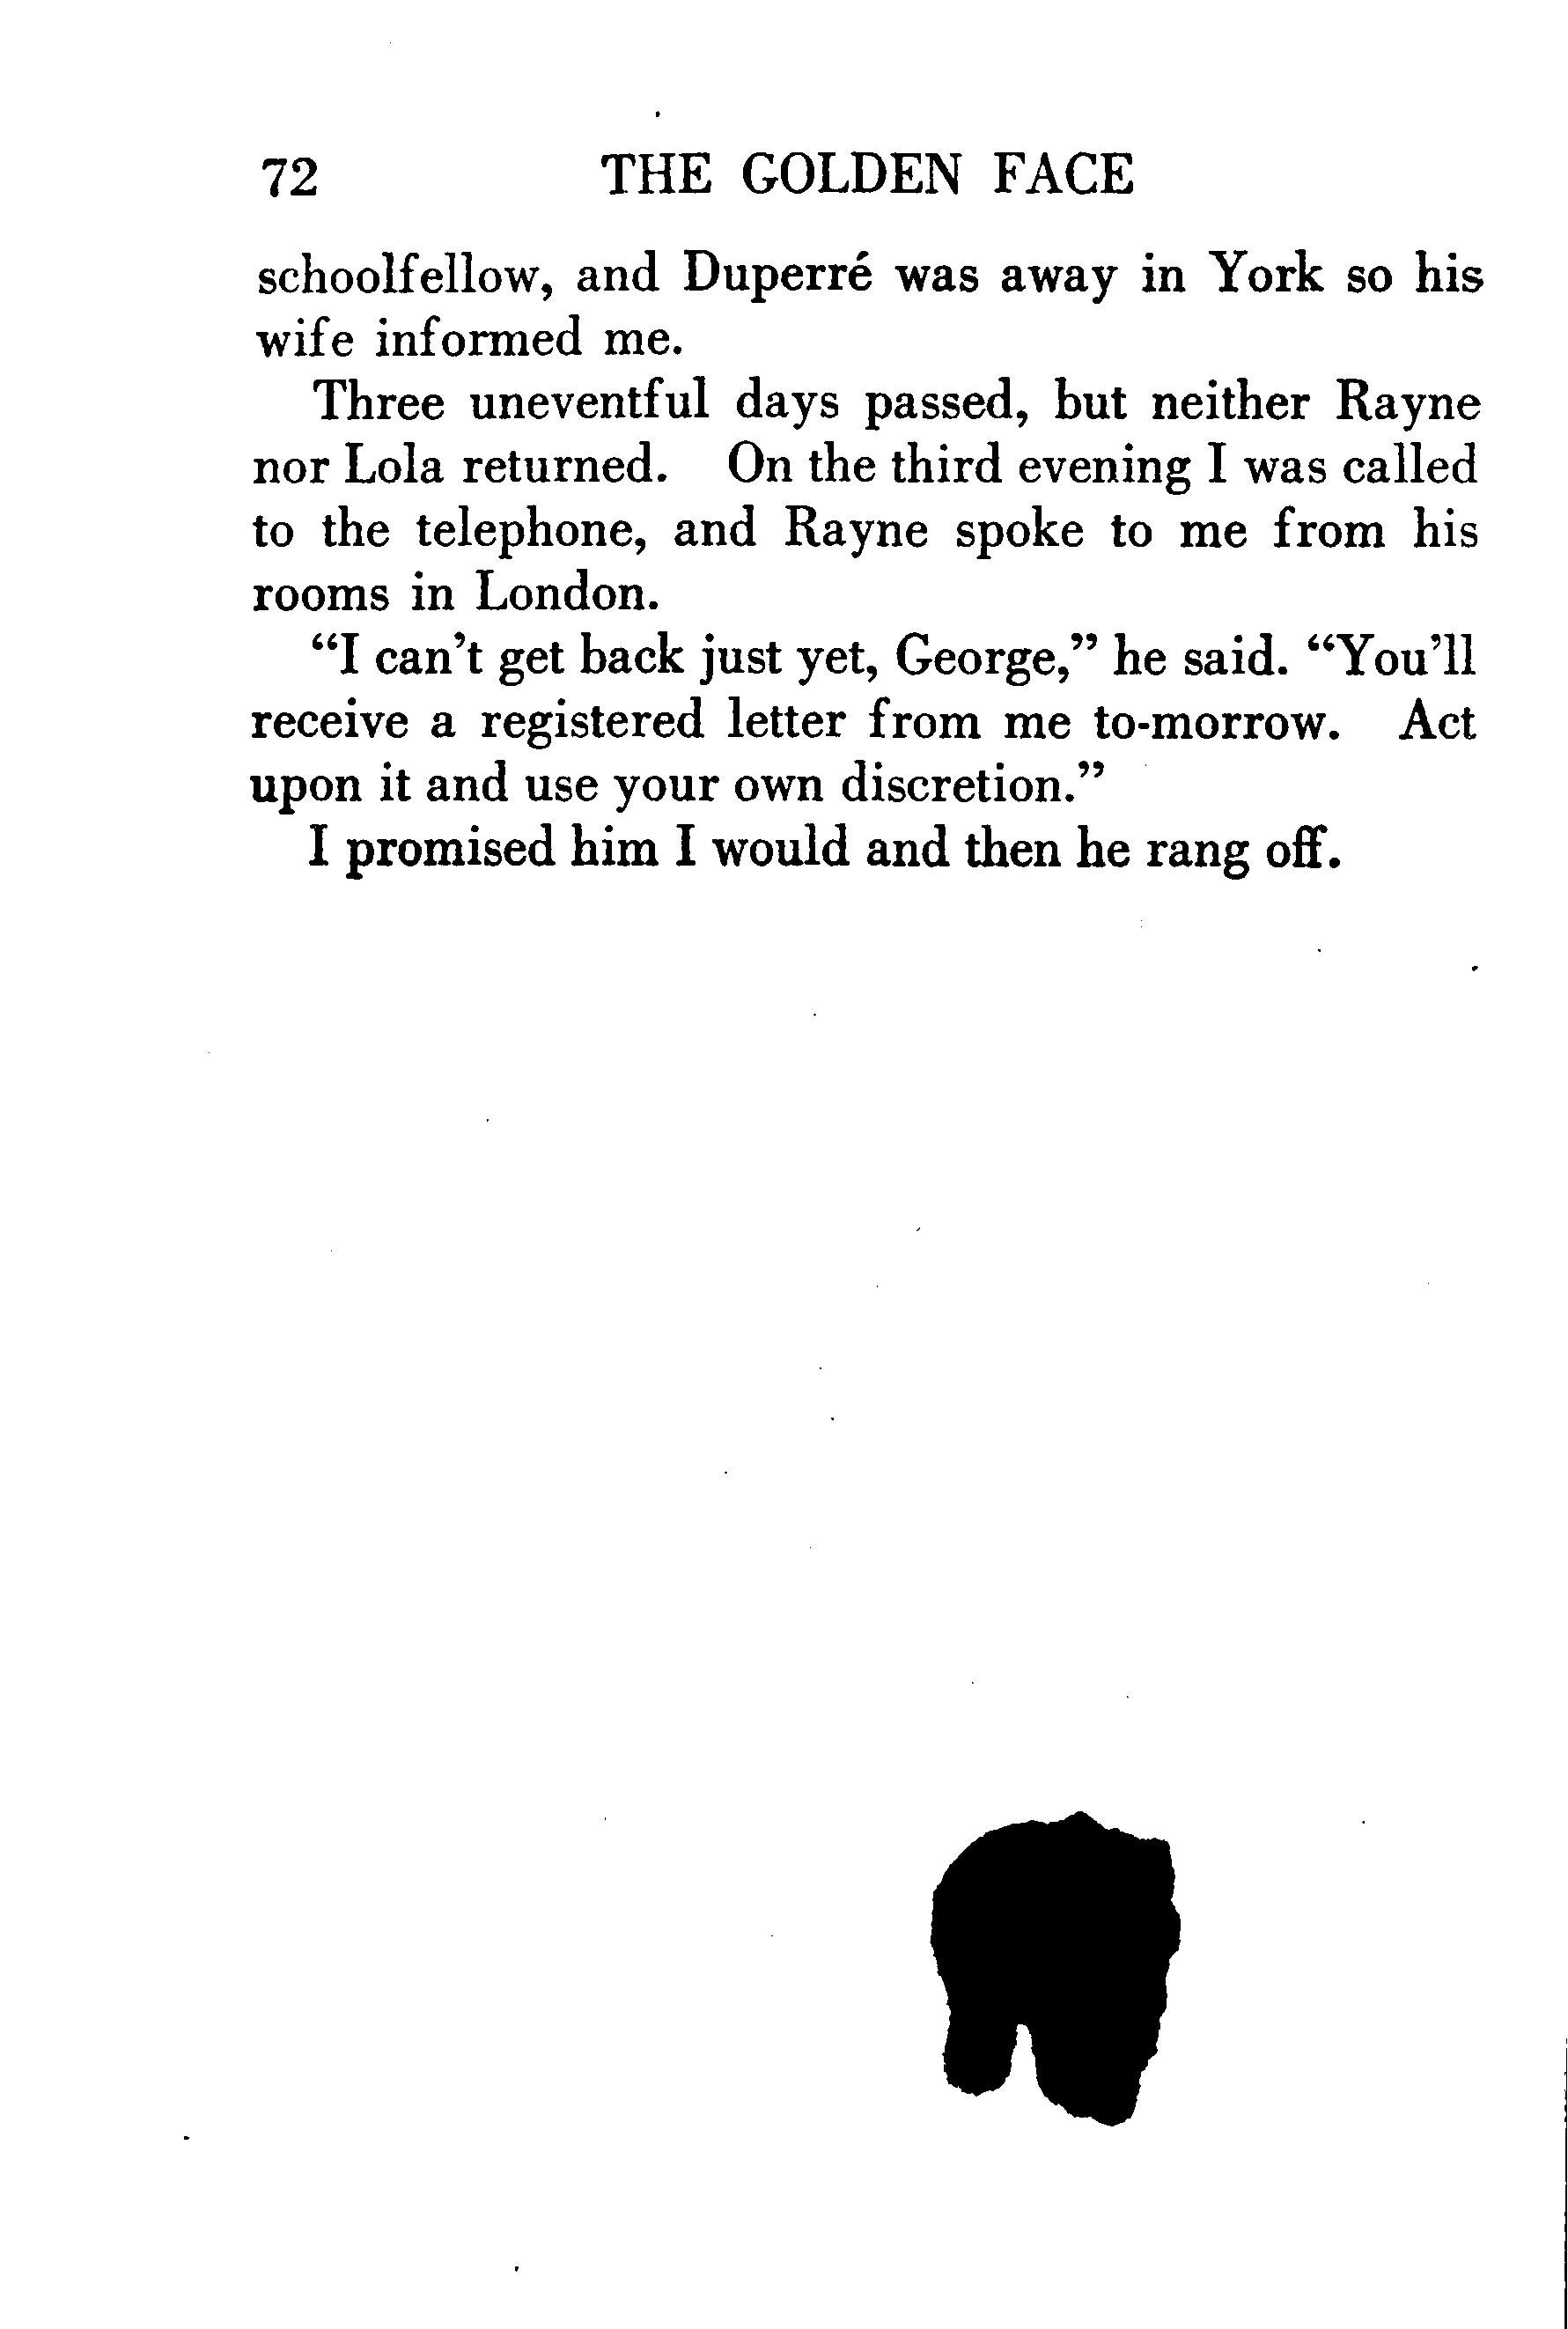 72 THE GOLDEN FACE
schoolfellow, and Duperré was away in York so his
wife informed me.
Three uneventful days passed, but neither Rayne
nor Lola returned. On the third evening I was called
to the telephone, and Rayne spoke to me from his
rooms in London.
“I can’t get back just yet, George,” he said. “You’ll
receive a registered letter from me to-morrow. Act
upon it and use your own discretion.”
I promised him I would and then he rang off.